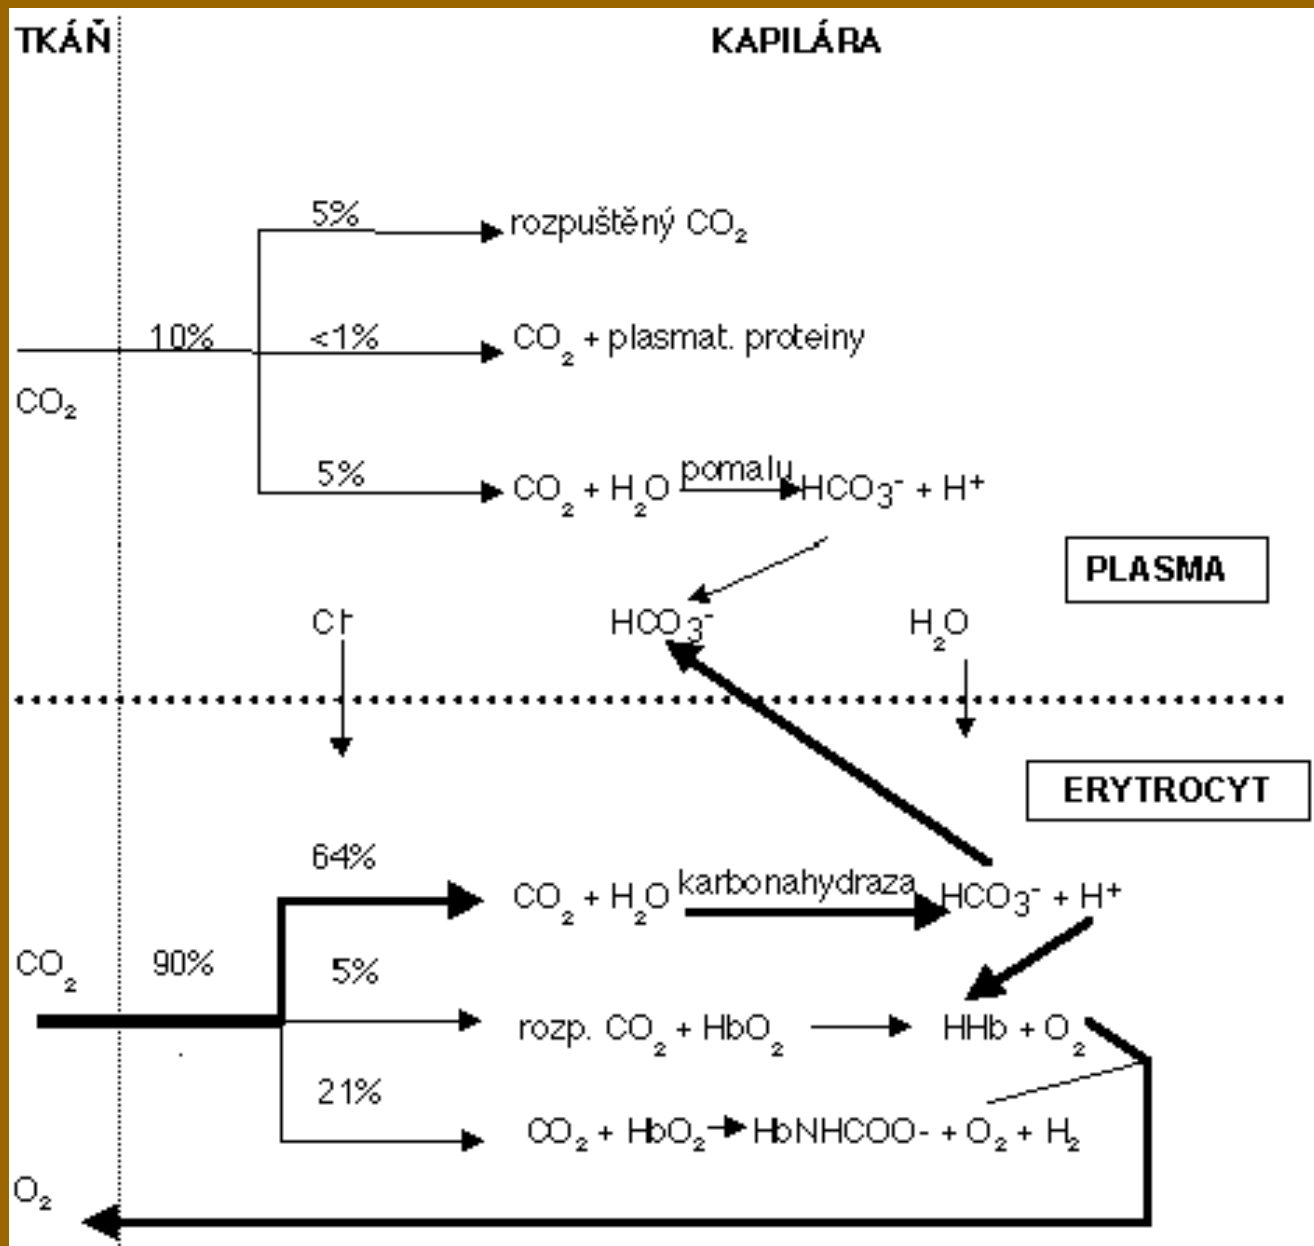 TKÁŇ KAPILÁRA
5% rozpuštěný CO₂
10% <1% CO₂ + plasmat. proteiny
CO₂
5% CO₂ + H₂O pomalu HCO₃⁻ + H⁺
PLASMA
Cl⁻ HCO₃⁻ H₂O
ERYTROCYT
64% CO₂ + H₂O karbonahydraza HCO₃⁻ + H⁺
CO₂ 90% 5%
rozp. CO₂ + HbO₂ HHb + O₂
21%
CO₂ + HbO₂ HbNHCOO- + O₂ + H₂
O₂